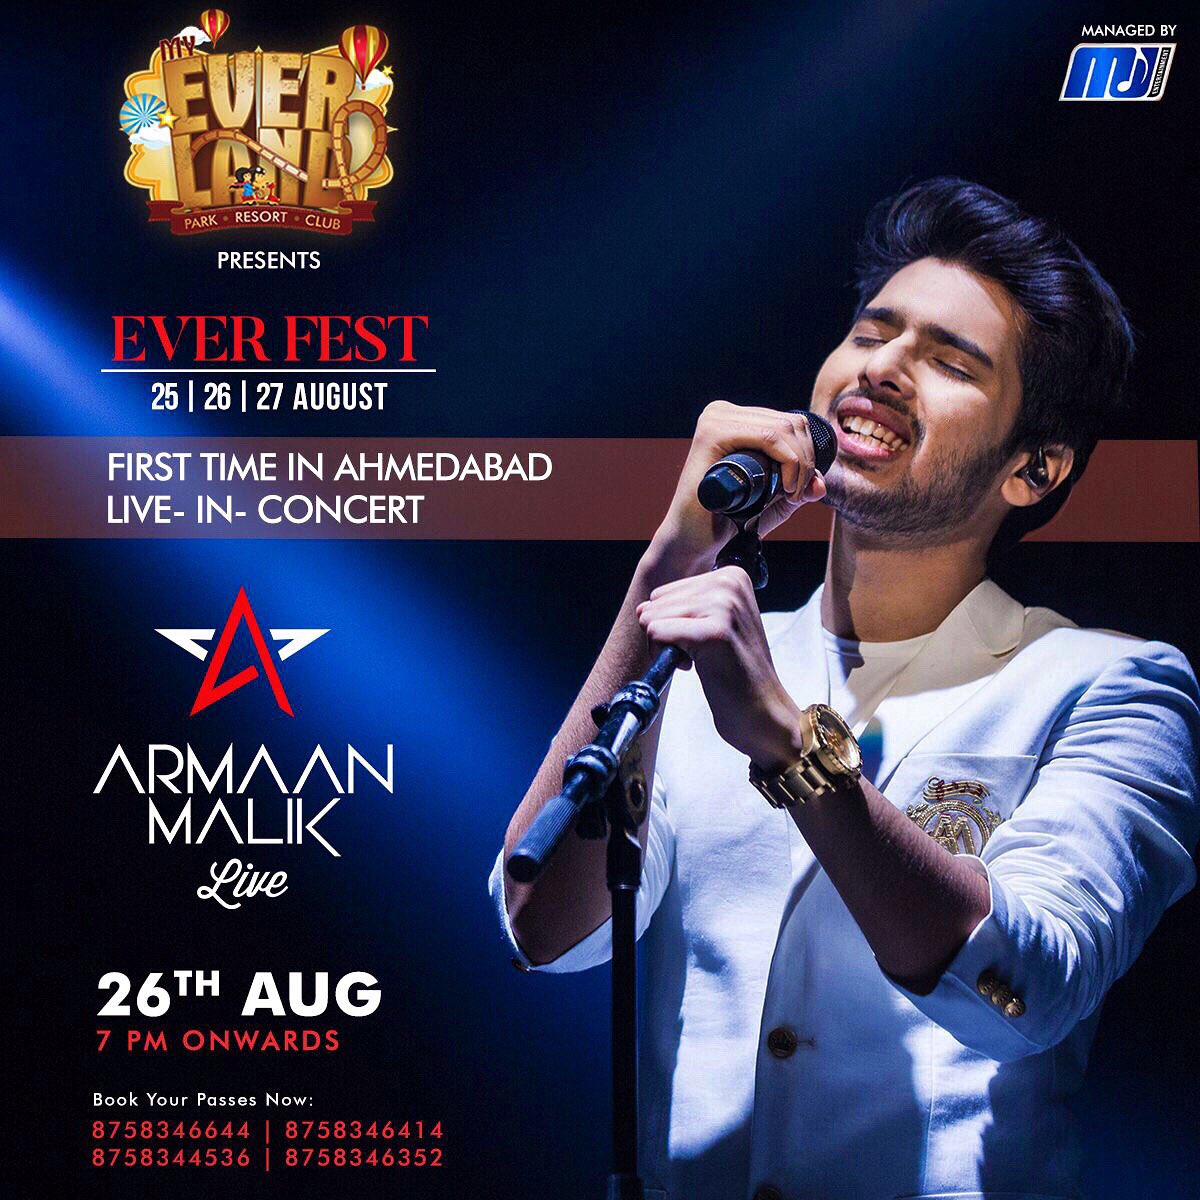 MY
EVER
LAND
PARK • RESORT • CLUB
PRESENTS
MANAGED BY
MJ
ENTERTAINMENT
EVER FEST
25 | 26 | 27 AUGUST
FIRST TIME IN AHMEDABAD
LIVE- IN- CONCERT
ARMAAN
MALIK
Live
26TH AUG
7 PM ONWARDS
Book Your Passes Now:
8758346644 | 8758346414
8758344536 | 8758346352